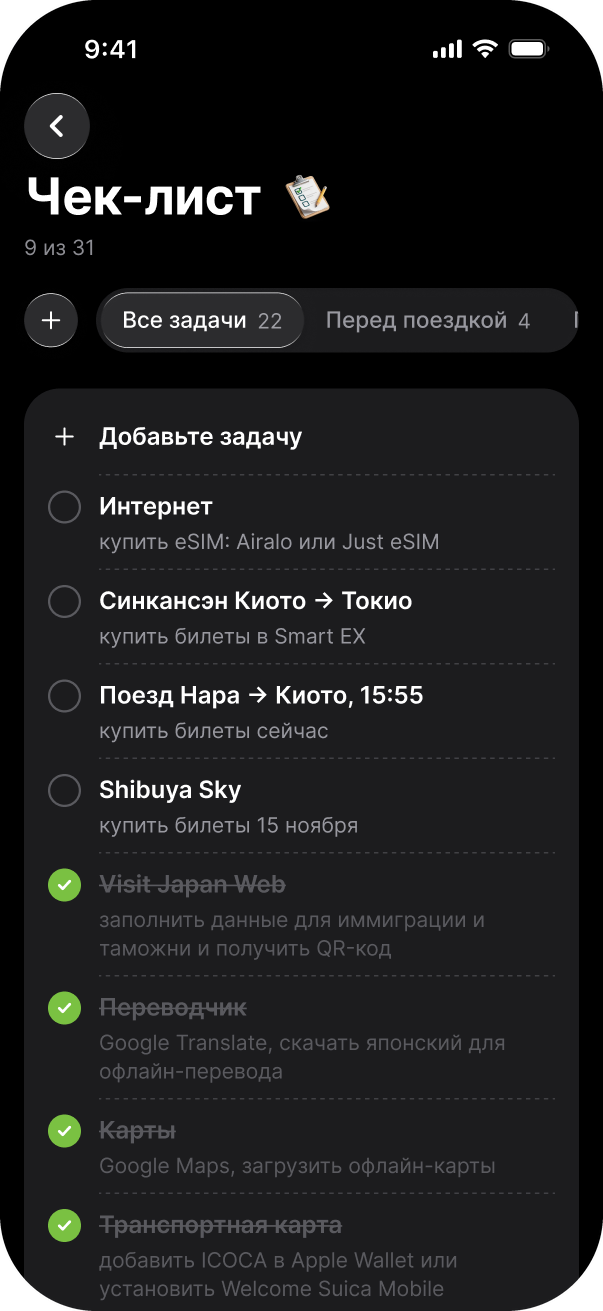 9:41
Чек-лист
9 из 31
Все задачи 22 Перед поездкой 4
Добавьте задачу
Интернет
купить eSIM: Airalo или Just eSIM
Синкансэн Киото → Токио
купить билеты в Smart EX
Поезд Нара → Киото, 15:55
купить билеты сейчас
Shibuya Sky
купить билеты 15 ноября
Visit Japan Web
заполнить данные для иммиграции и
таможни и получить QR-код
Переводчик
Google Translate, скачать японский для
офлайн-перевода
Карты
Google Maps, загрузить офлайн-карты
Транспортная карта
добавить ICOCA в Apple Wallet или
установить Welcome Suica Mobile